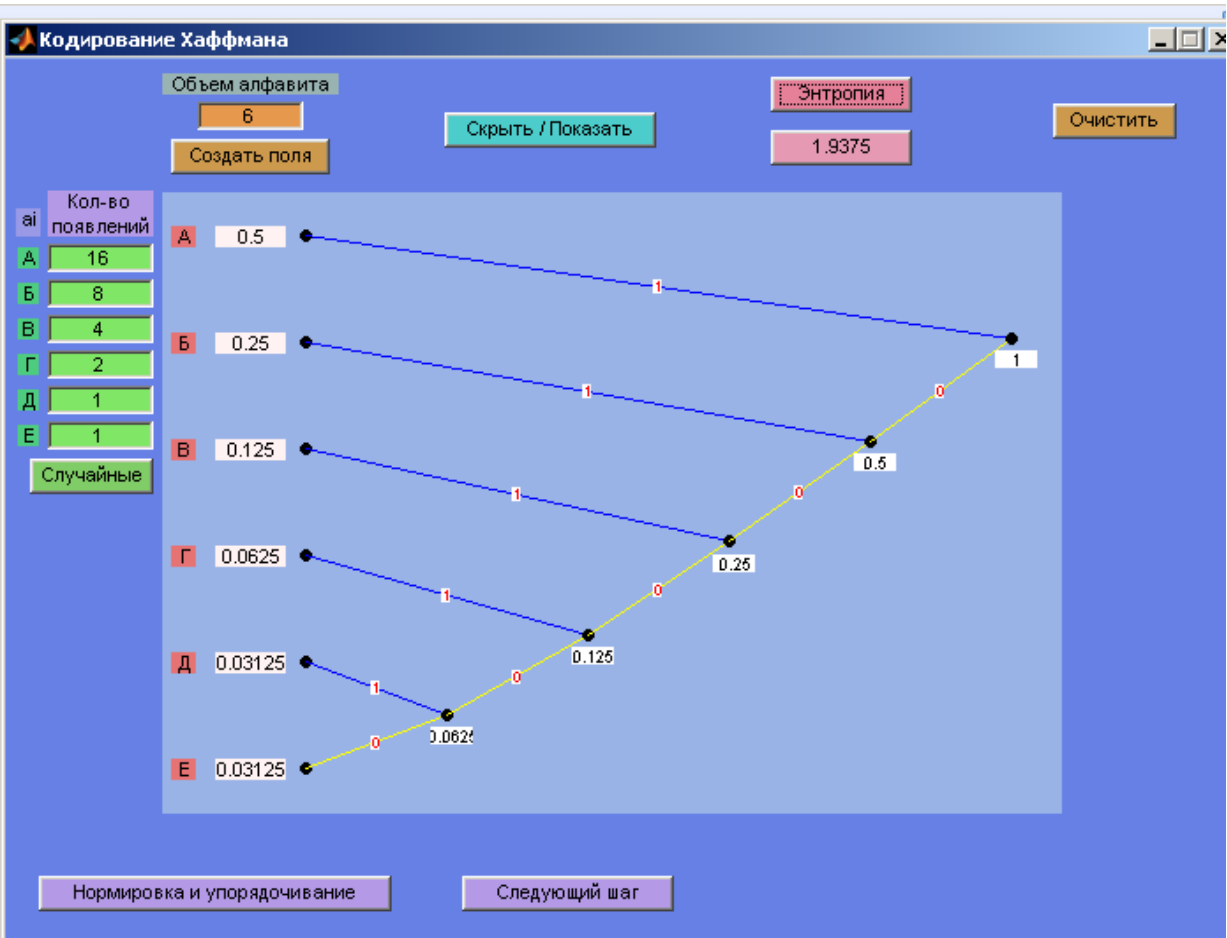 Кодирование Хаффмана
Объем алфавита
6
Создать поля
Скрыть / Показать
Энтропия
1.9375
Очистить
ai
Кол-во
появлений
А 16
Б 8
В 4
Г 2
Д 1
Е 1
Случайные
А 0.5
1
1
Б 0.25
1
0
0.5
В 0.125
1
0
0.25
Г 0.0625
1
0
0.125
Д 0.03125
1
0
0.0625
0
Е 0.03125
Нормировка и упорядочивание
Следующий шаг